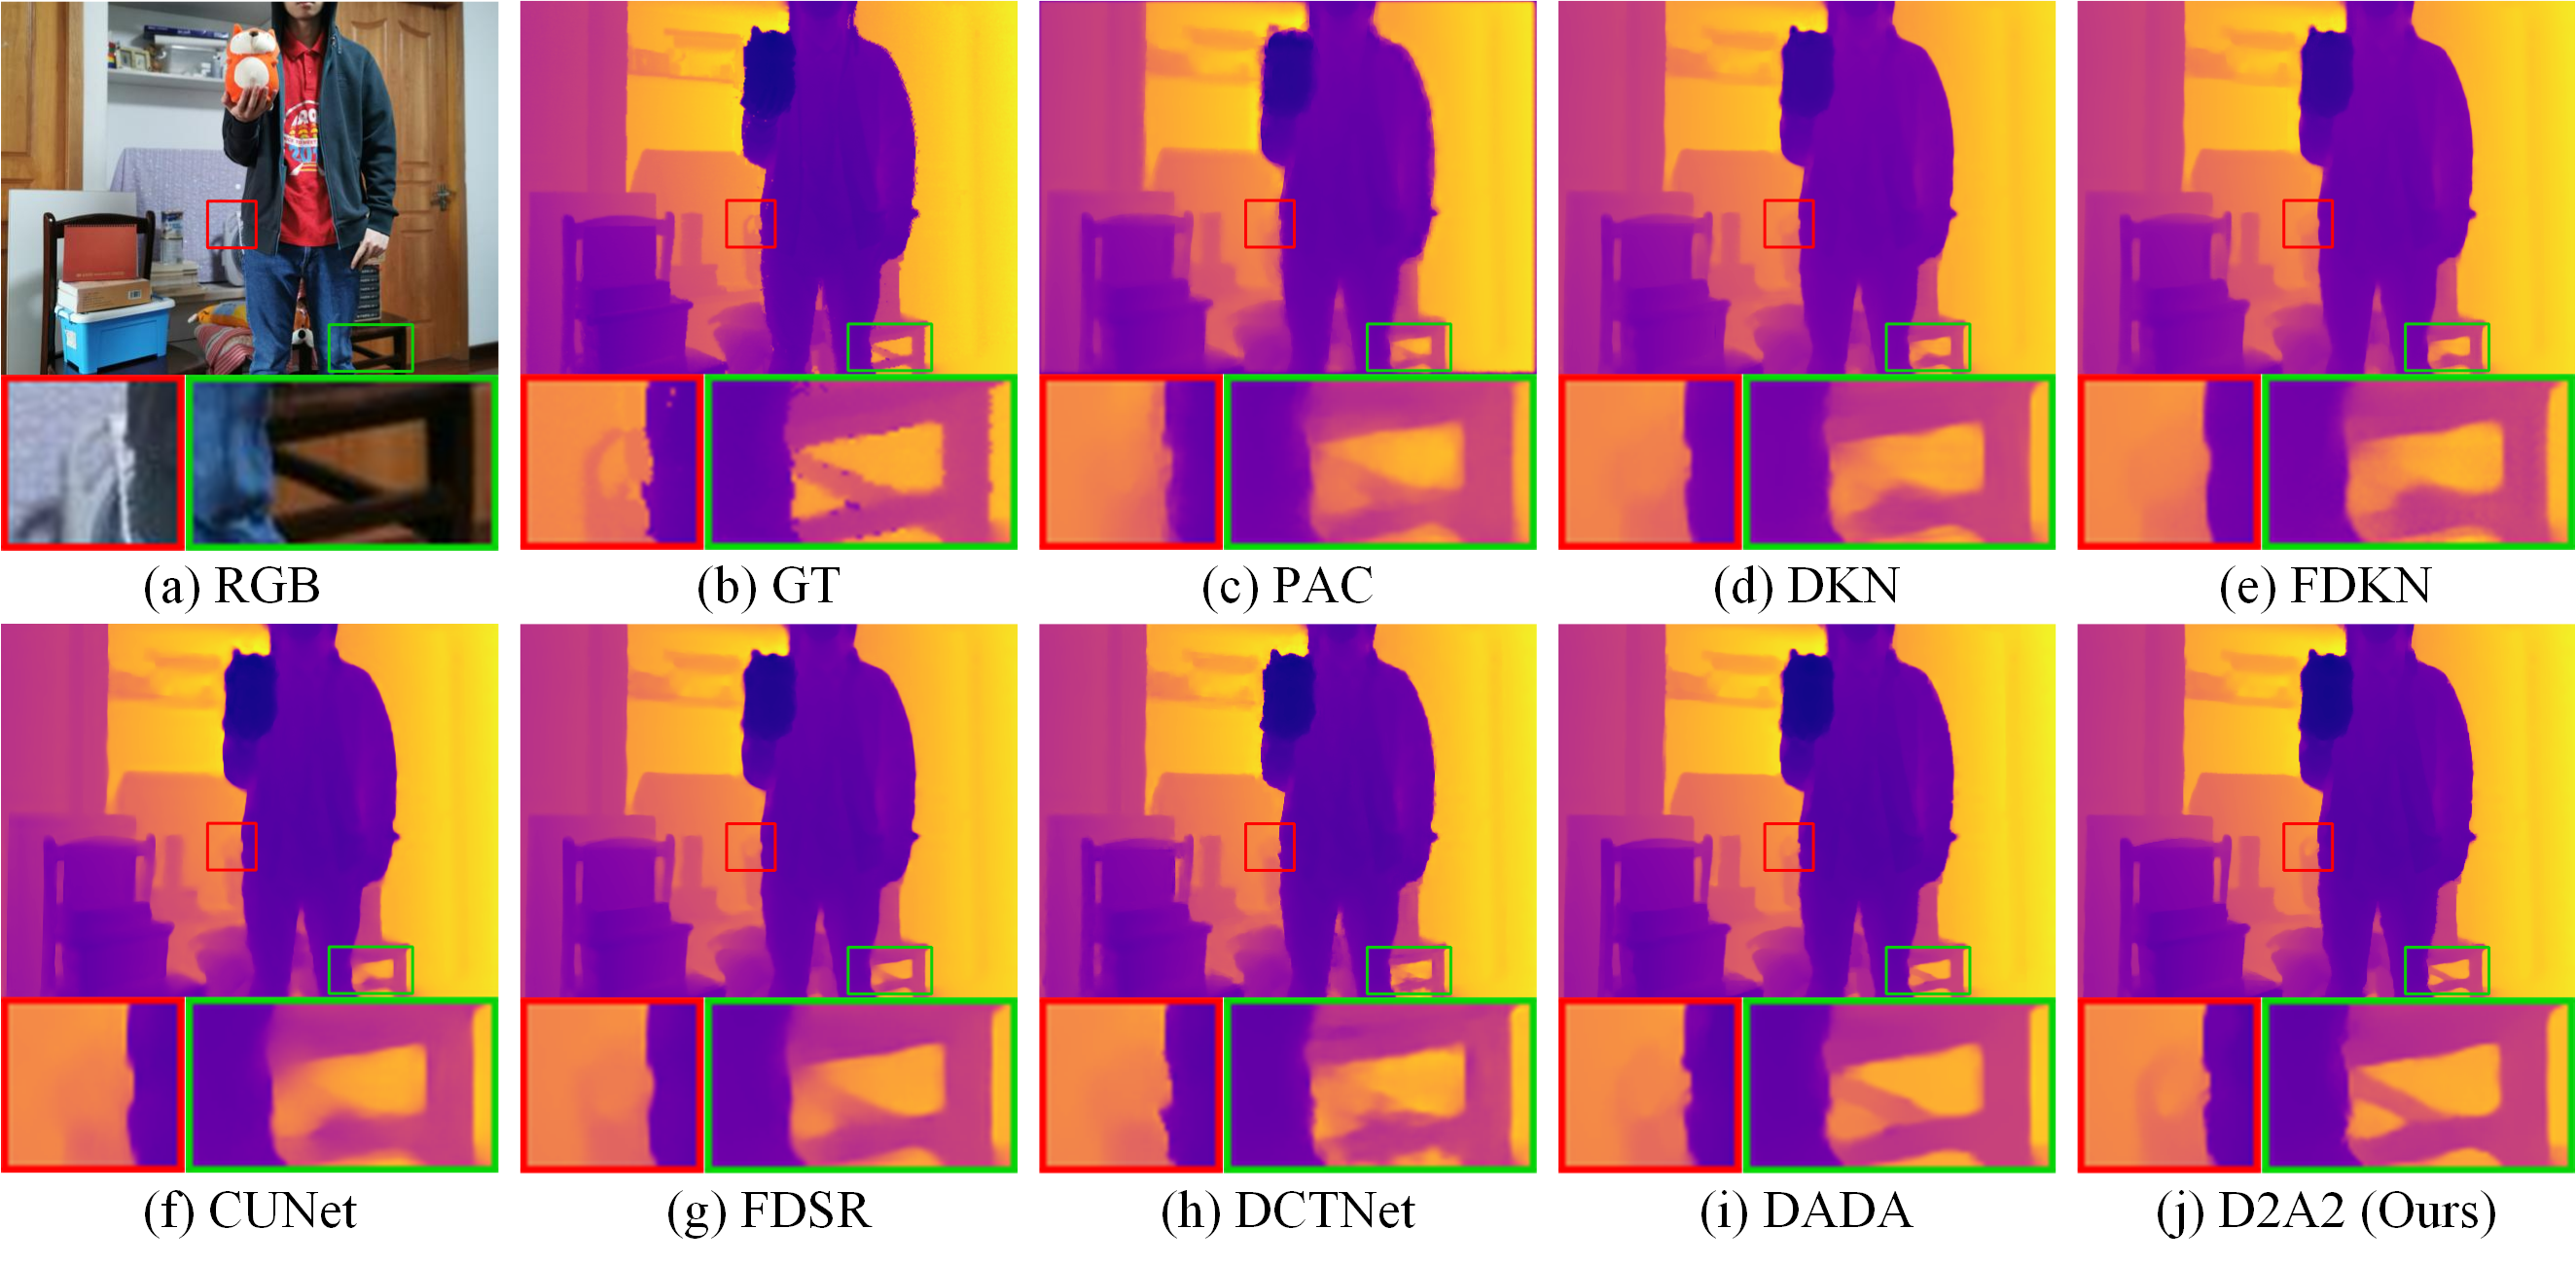 (a) RGB
(b) GT
(c) PAC
(d) DKN
(e) FDKN
(f) CUNet
(g) FDSR
(h) DCTNet
(i) DADA
(j) D2A2 (Ours)